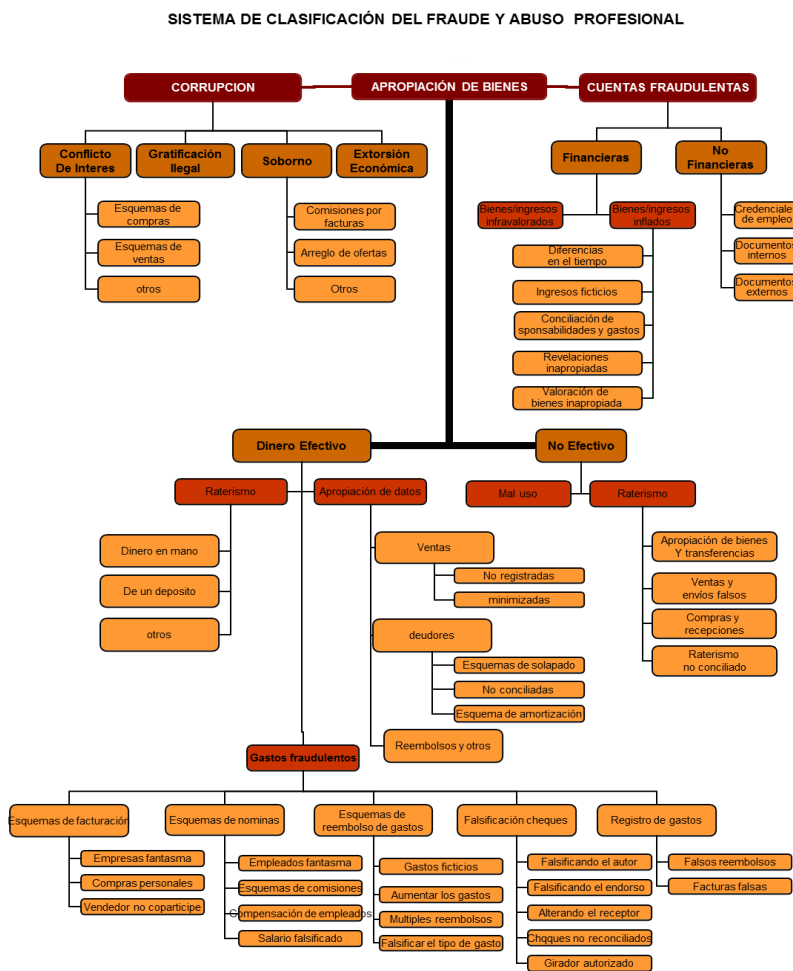 SISTEMA DE CLASIFICACIÓN DEL FRAUDE Y ABUSO PROFESIONAL
CORRUPCION
APROPIACIÓN DE BIENES
CUENTAS FRAUDULENTAS
Conflicto
De Interes
Gratificación
Ilegal
Soborno
Extorsión
Económica
Financieras
No
Financieras
Esquemas de
compras
Esquemas de
ventas
otros
Comisiones por
facturas
Arreglo de ofertas
Otros
Bienes/ingresos
infravalorados
Bienes/ingresos
inflados
Diferencias
en el tiempo
Ingresos ficticios
Conciliación de
sponsabilidades y gastos
Revelaciones
inapropiadas
Valoración de
bienes inapropiada
Credenciales
de empleo
Documentos
internos
Documentos
externos
Dinero Efectivo
No Efectivo
Raterismo
Apropiación de datos
Mal uso
Raterismo
Dinero en mano
De un deposito
otros
Ventas
No registradas
minimizadas
deudores
Esquemas de solapado
No conciliadas
Esquema de amortización
Reembolsos y otros
Apropiación de bienes
Y transferencias
Ventas y
envíos falsos
Compras y
recepciones
Raterismo
no conciliado
Gastos fraudulentos
Esquemas de facturación
Esquemas de nominas
Esquemas de
reembolso de gastos
Falsificación cheques
Registro de gastos
Empresas fantasma
Compras personales
Vendedor no coparticipe
Empleados fantasma
Esquemas de comisiones
Compensación de empleados
Salario falsificado
Gastos ficticios
Aumentar los gastos
Multiples reembolsos
Falsificar el tipo de gasto
Falsificando el autor
Falsificando el endorso
Alterando el receptor
Chqques no reconciliados
Girador autorizado
Falsos reembolsos
Facturas falsas